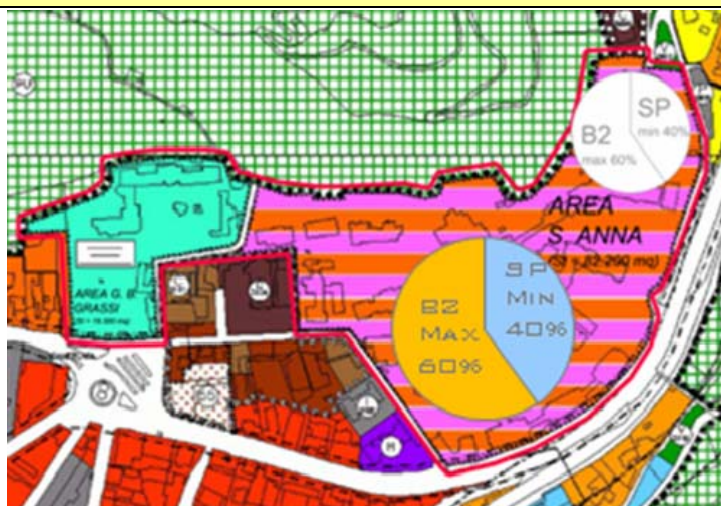 SP
min 40%
B2
max 60%
AREA
S. ANNA
SP
MIN
40%
B2
MAX
60%
AREA G. B.
GRASSI
H